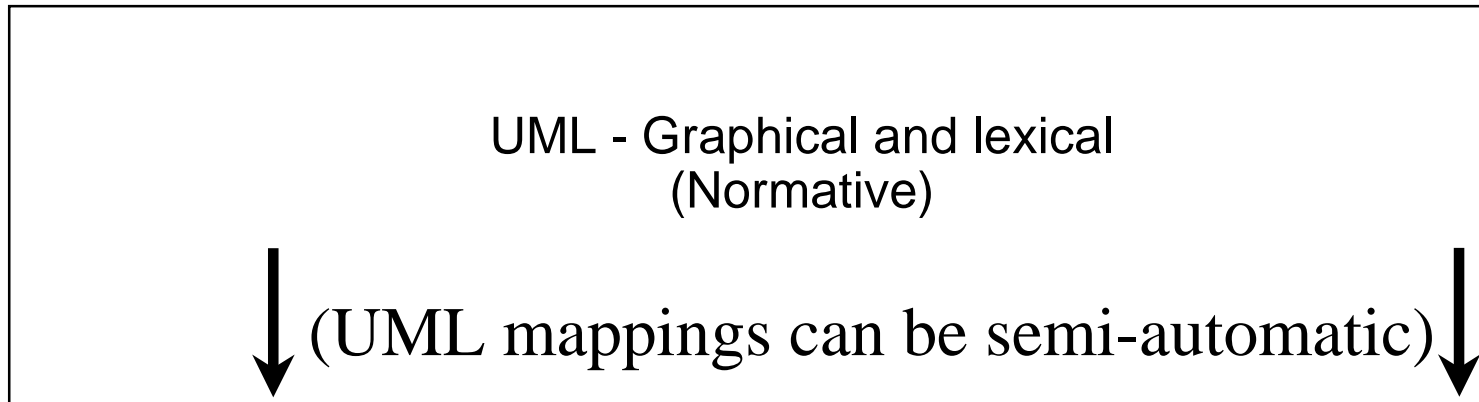 UML - Graphical and lexical
(Normative)
(UML mappings can be semi-automatic)